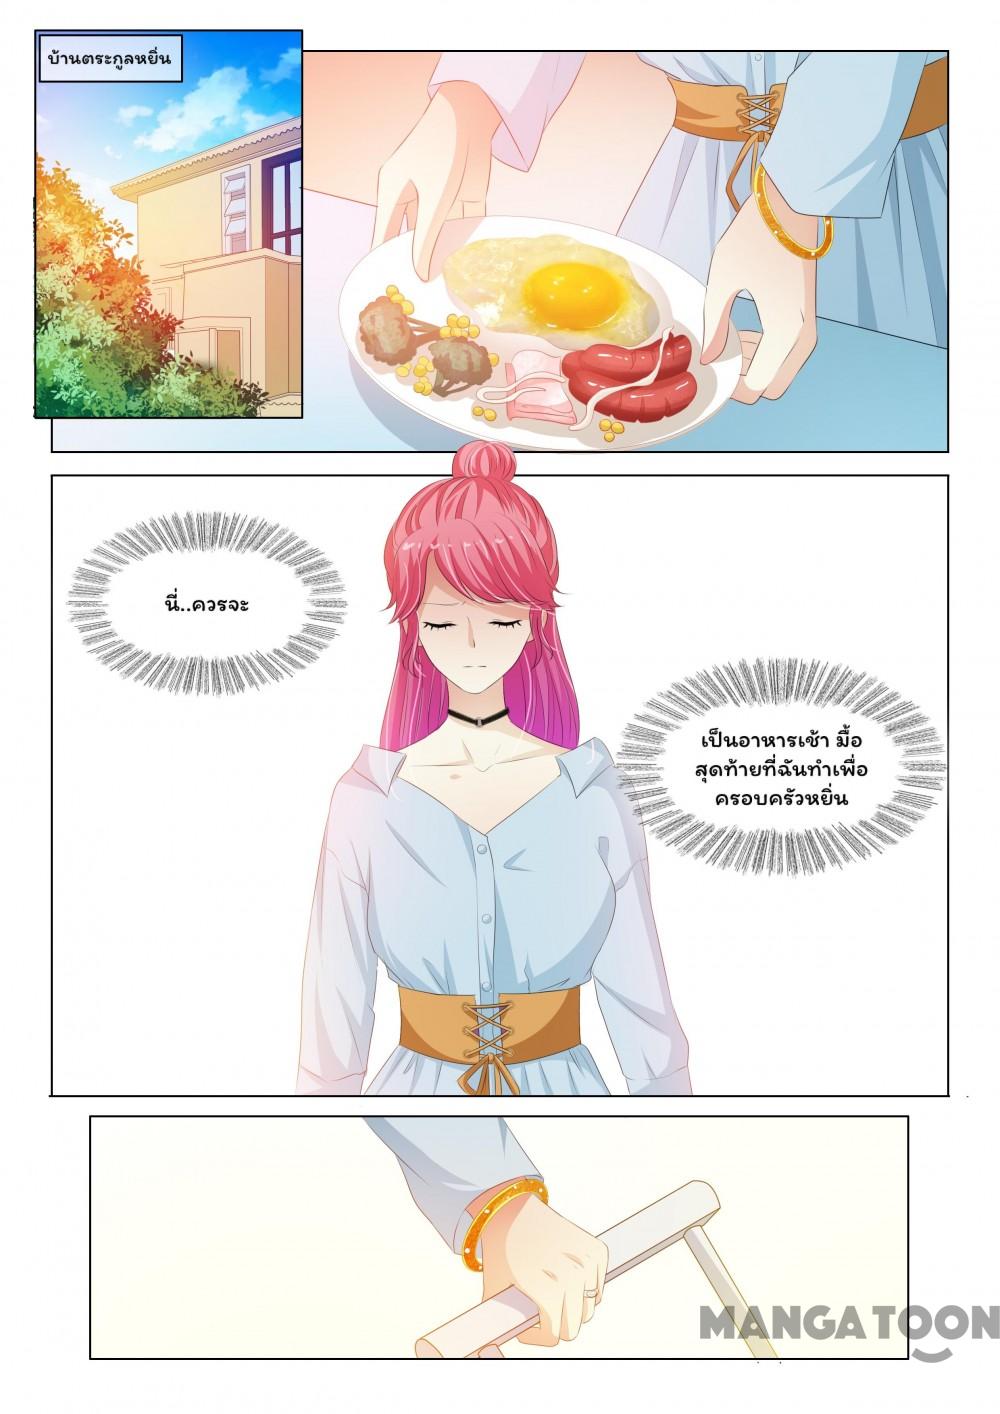 บ้านตระกูลหยิ่น
นี่..ควรจะ
เป็นอาหารเช้า มื้อ
สุดท้ายที่ฉันทำเพื่อ
ครอบครัวหยิ่น
MANGATOON